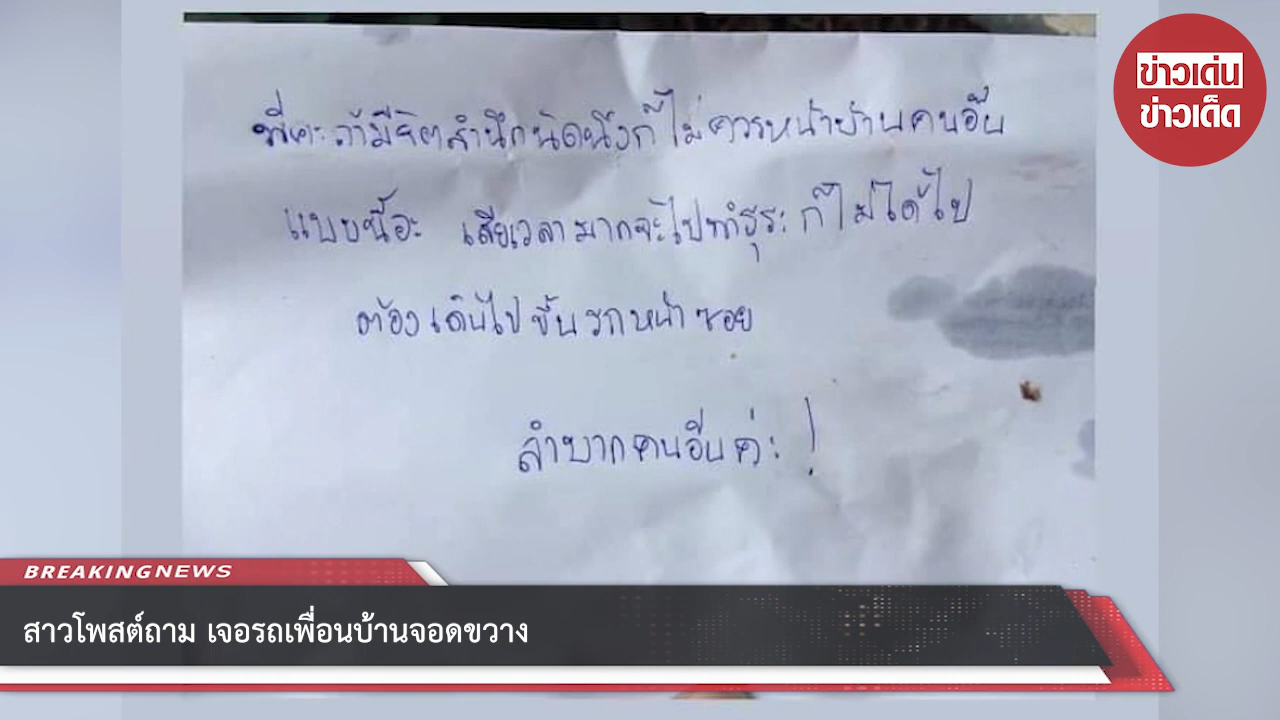 ข่าวเด่น
ข่าวเด็ด
พี่คะถ้ามีจิตสำนึกนิดนึงก็ไม่ควรหน้าบ้านคนอื่น
แบบนี้อะ เสียเวลามากจะไปทำธุระ ก็ไม่ได้ไป
ต้องเดินไปขึ้นรถหน้าซอย
ลำบากคนอื่นค่ะ !
BREAKINGNEWS
สาวโพสต์ถาม เจอรถเพื่อนบ้านจอดขวาง